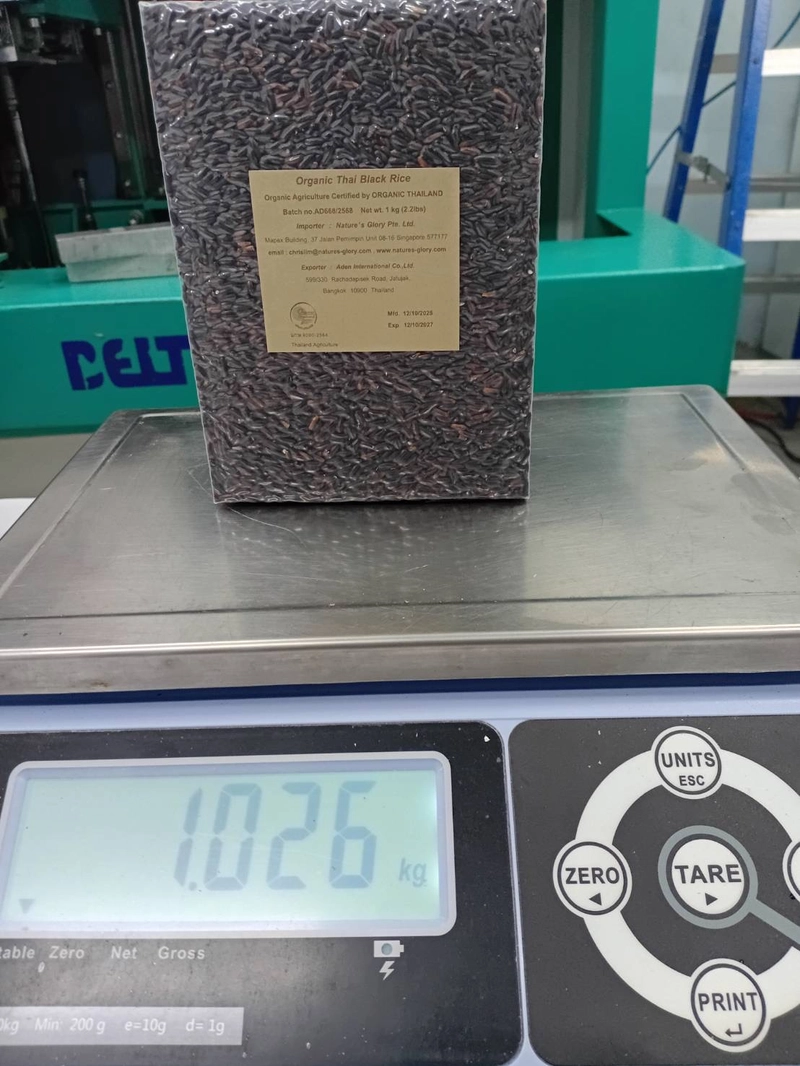 Organic Thai Black Rice
Organic Agriculture Certified by ORGANIC THAILAND
Batch no.AD668/2568 Net wt. 1 kg (2.2lbs)
Importer : Nature's Glory Pte. Ltd.
Mapex Building, 37 Jalan Pemimpin Unit 08-16 Singapore 577177
email : chrislim@natures-glory.com , www.natures-glory.com
Exporter : Aden International Co.,Ltd.
Ratchadapisek Road, Jatujak,
Bangkok 10900 Thailand
Mfd. 12/10/2025
Exp. 12/10/2027
Thailand Agriculture
DELT
1.026 kg
table Zero Net Gross
0kg Min: 200 g e=10g d= 1g
UNITS
ESC
ZERO
TARE
PRINT